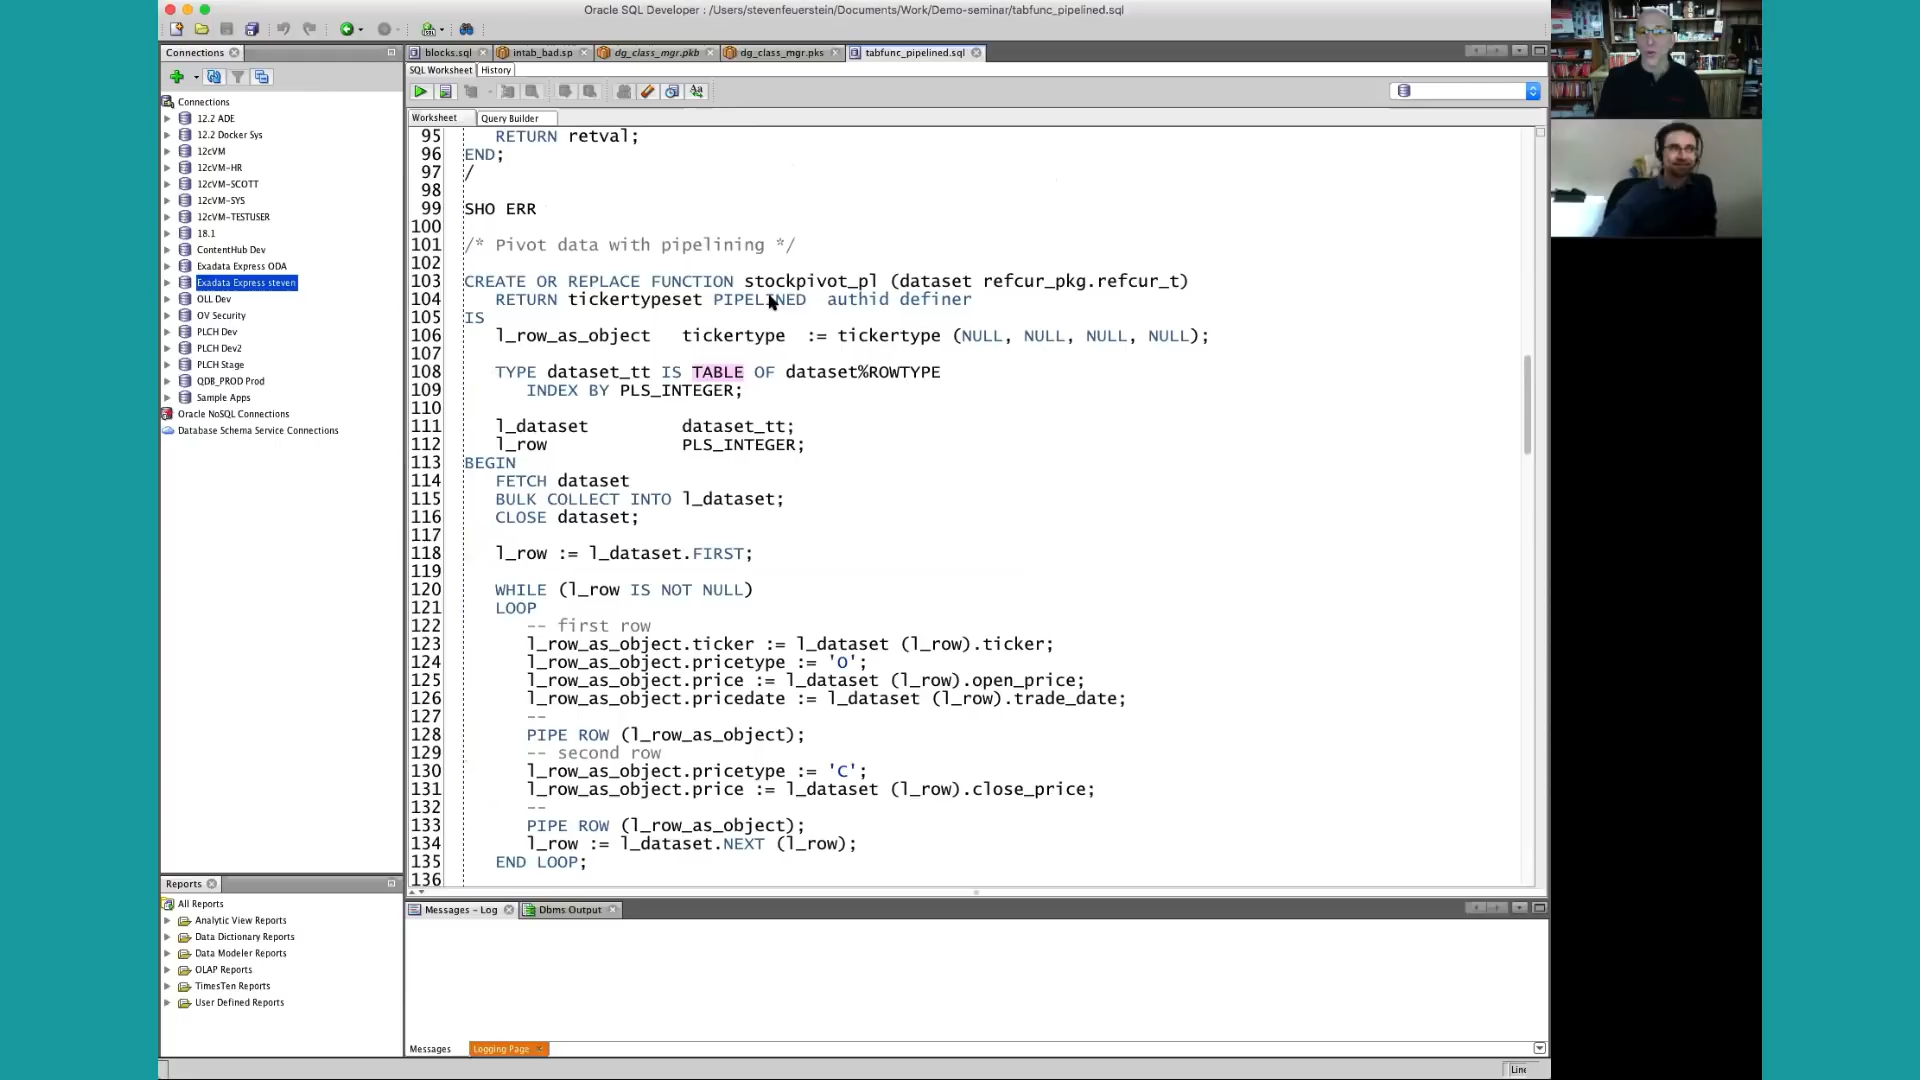 Oracle SQL Developer : /Users/stevenfeuerstein/Documents/Work/Demo-seminar/tabfunc_pipelined.sql
Connections
blocks.sql
intab_bad.sp
dg_class_mgr.pkb
dg_class_mgr.pks
tabfunc_pipelined.sql
SQL Worksheet
History
Worksheet
Query Builder
Connections
12.2 ADE
12.2 Docker Sys
12cVM
12cVM-HR
12cVM-SCOTT
12cVM-SYS
12cVM-TESTUSER
18.1
ContentHub Dev
Exadata Express ODA
Exadata Express steven
OLL Dev
OV Security
PLCH Dev
PLCH Dev2
PLCH Stage
QDB_PROD Prod
Sample Apps
Oracle NoSQL Connections
Database Schema Service Connections
95 RETURN retval;
96 END;
97 /
98
99 SHO ERR
100
101 /* Pivot data with pipelining */
102
103 CREATE OR REPLACE FUNCTION stockpivot_pl (dataset refcur_pkg.refcur_t)
104 RETURN tickertypeset PIPELINED authid definer
105 IS
106 l_row_as_object tickertype := tickertype (NULL, NULL, NULL, NULL);
107
108 TYPE dataset_tt IS TABLE OF dataset%ROWTYPE
109 INDEX BY PLS_INTEGER;
110
111 l_dataset dataset_tt;
112 l_row PLS_INTEGER;
113 BEGIN
114 FETCH dataset
115 BULK COLLECT INTO l_dataset;
116 CLOSE dataset;
117
118 l_row := l_dataset.FIRST;
119
120 WHILE (l_row IS NOT NULL)
121 LOOP
122 -- first row
123 l_row_as_object.ticker := l_dataset (l_row).ticker;
124 l_row_as_object.pricetype := 'O';
125 l_row_as_object.price := l_dataset (l_row).open_price;
126 l_row_as_object.pricedate := l_dataset (l_row).trade_date;
127 --
128 PIPE ROW (l_row_as_object);
129 -- second row
130 l_row_as_object.pricetype := 'C';
131 l_row_as_object.price := l_dataset (l_row).close_price;
132 --
133 PIPE ROW (l_row_as_object);
134 l_row := l_dataset.NEXT (l_row);
135 END LOOP;
136
Reports
All Reports
Analytic View Reports
Data Dictionary Reports
Data Modeler Reports
OLAP Reports
TimesTen Reports
User Defined Reports
Messages - Log
Dbms Output
Messages
Logging Page
Line